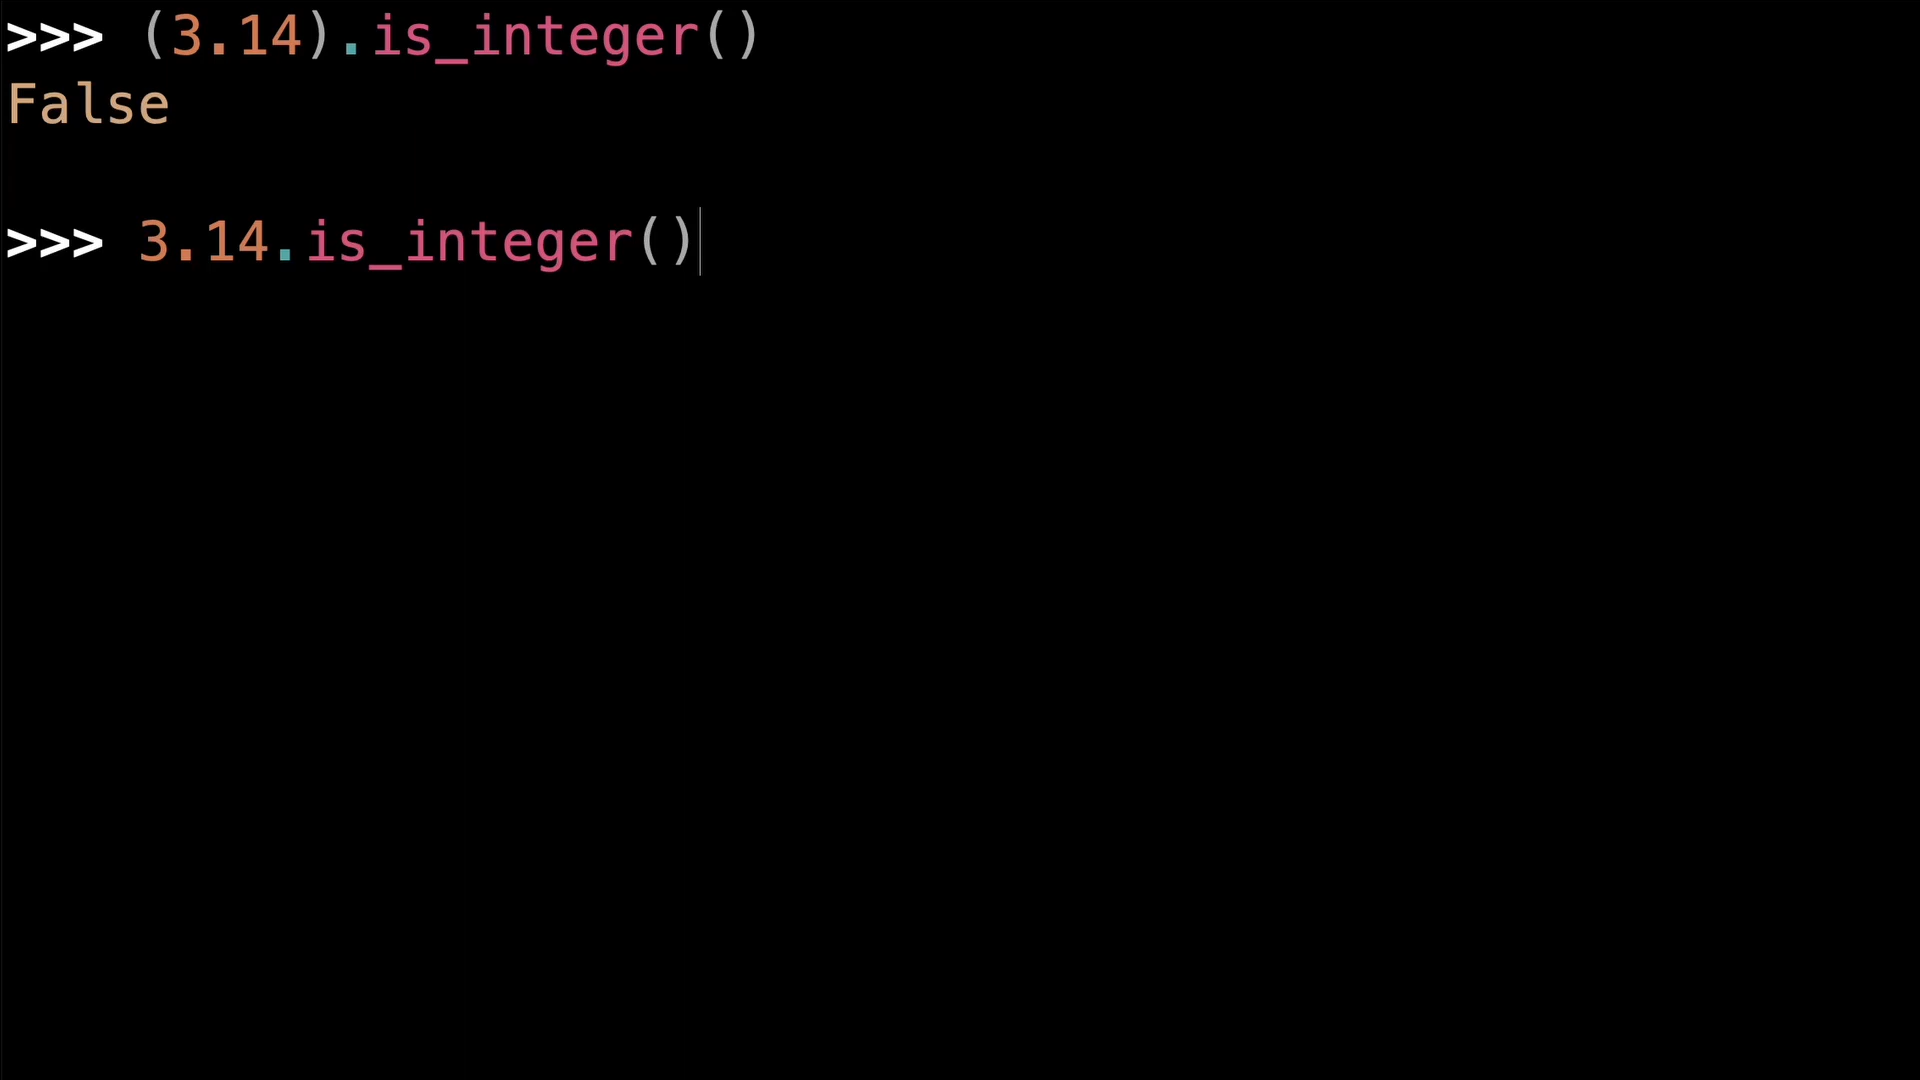 >>> (3.14).is_integer()
False
>>> 3.14.is_integer()